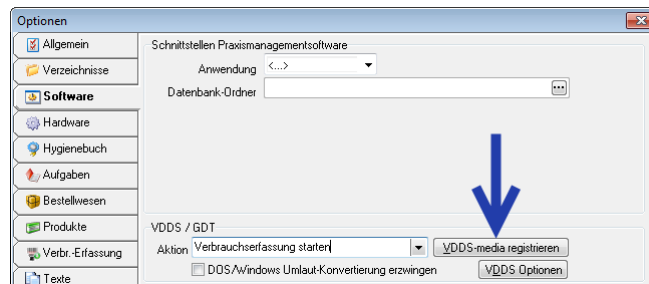 Optionen
Allgemein
Verzeichnisse
Software
Hardware
Hygienebuch
Aufgaben
Bestellwesen
Produkte
Verbr.-Erfassung
Texte
Schnittstellen Praxismanagementsoftware
Anwendung <...>
Datenbank-Ordner ...
VDDS / GDT
Aktion Verbrauchserfassung starten VDDS-media registrieren
DOS/Windows Umlaut-Konvertierung erzwingen VDDS Optionen